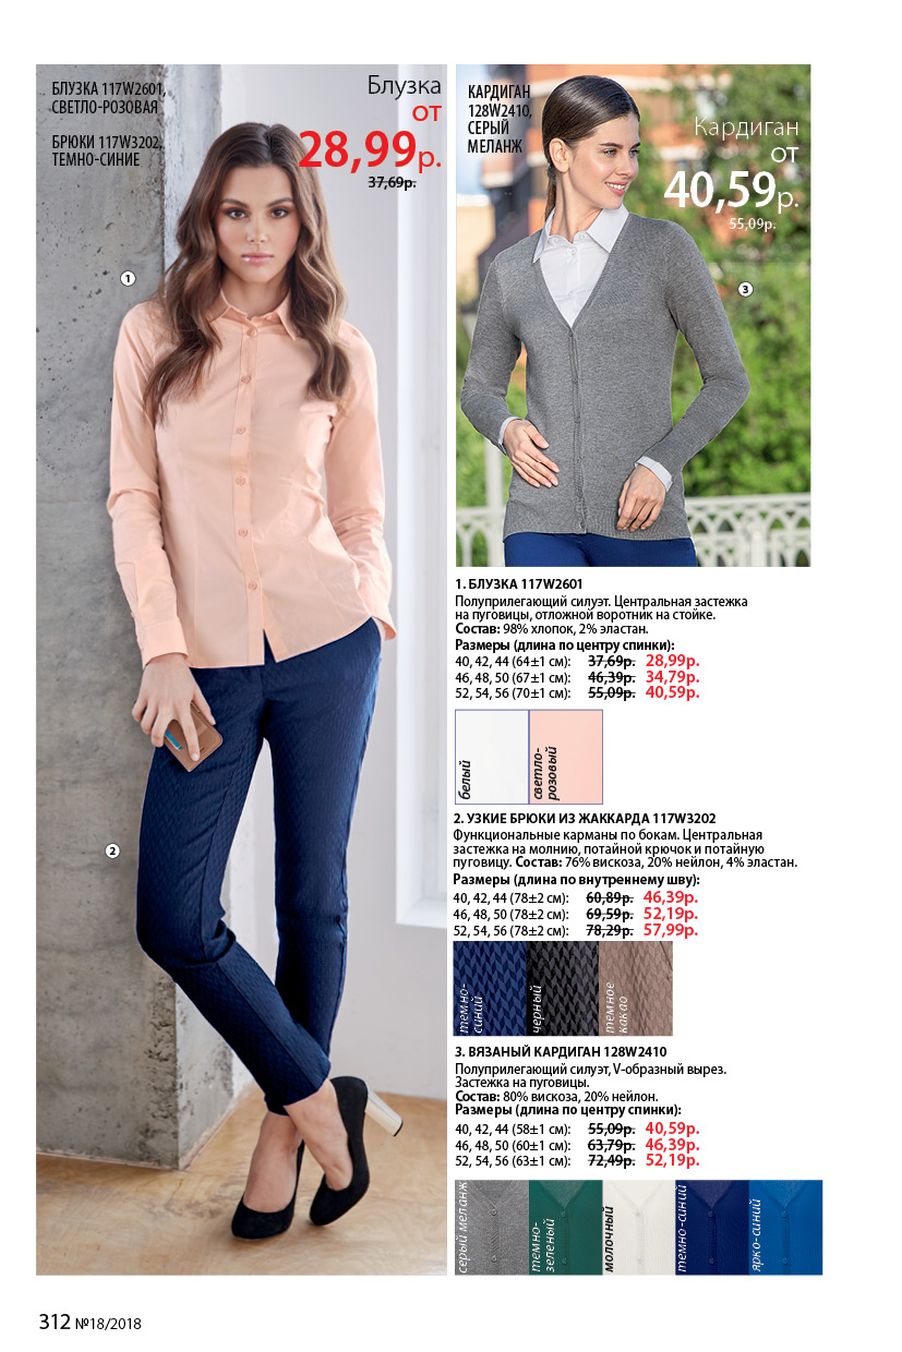 БЛУЗКА 117W2601,
СВЕТЛО-РОЗОВАЯ
БРЮКИ 117W3202,
ТЕМНО-СИНИЕ
Блузка
от
28,99р.
37,69р.
1
2
КАРДИГАН
128W2410,
СЕРЫЙ
МЕЛАНЖ
Кардиган
от
40,59р.
55,09р.
3
1. БЛУЗКА 117W2601
Полуприлегающий силуэт. Центральная застежка
на пуговицы, отложной воротник на стойке.
Состав: 98% хлопок, 2% эластан.
Размеры (длина по центру спинки):
40, 42, 44 (64±1 см): 37,69р. 28,99р.
46, 48, 50 (67±1 см): 46,39р. 34,79р.
52, 54, 56 (70±1 см): 55,09р. 40,59р.
белый
светло-
розовый
2. УЗКИЕ БРЮКИ ИЗ ЖАККАРДА 117W3202
Функциональные карманы по бокам. Центральная
застежка на молнию, потайной крючок и потайную
пуговицу. Состав: 76% вискоза, 20% нейлон, 4% эластан.
Размеры (длина по внутреннему шву):
40, 42, 44 (78±2 см): 60,89р. 46,39р.
46, 48, 50 (78±2 см): 69,59р. 52,19р.
52, 54, 56 (78±2 см): 78,29р. 57,99р.
темно-
синий
черный
темное
какао
3. ВЯЗАНЫЙ КАРДИГАН 128W2410
Полуприлегающий силуэт, V-образный вырез.
Застежка на пуговицы.
Состав: 80% вискоза, 20% нейлон.
Размеры (длина по центру спинки):
40, 42, 44 (58±1 см): 55,09р. 40,59р.
46, 48, 50 (60±1 см): 63,79р. 46,39р.
52, 54, 56 (63±1 см): 72,49р. 52,19р.
серый меланж
темно-
зеленый
молочный
темно-синий
ярко-синий
312 №18/2018